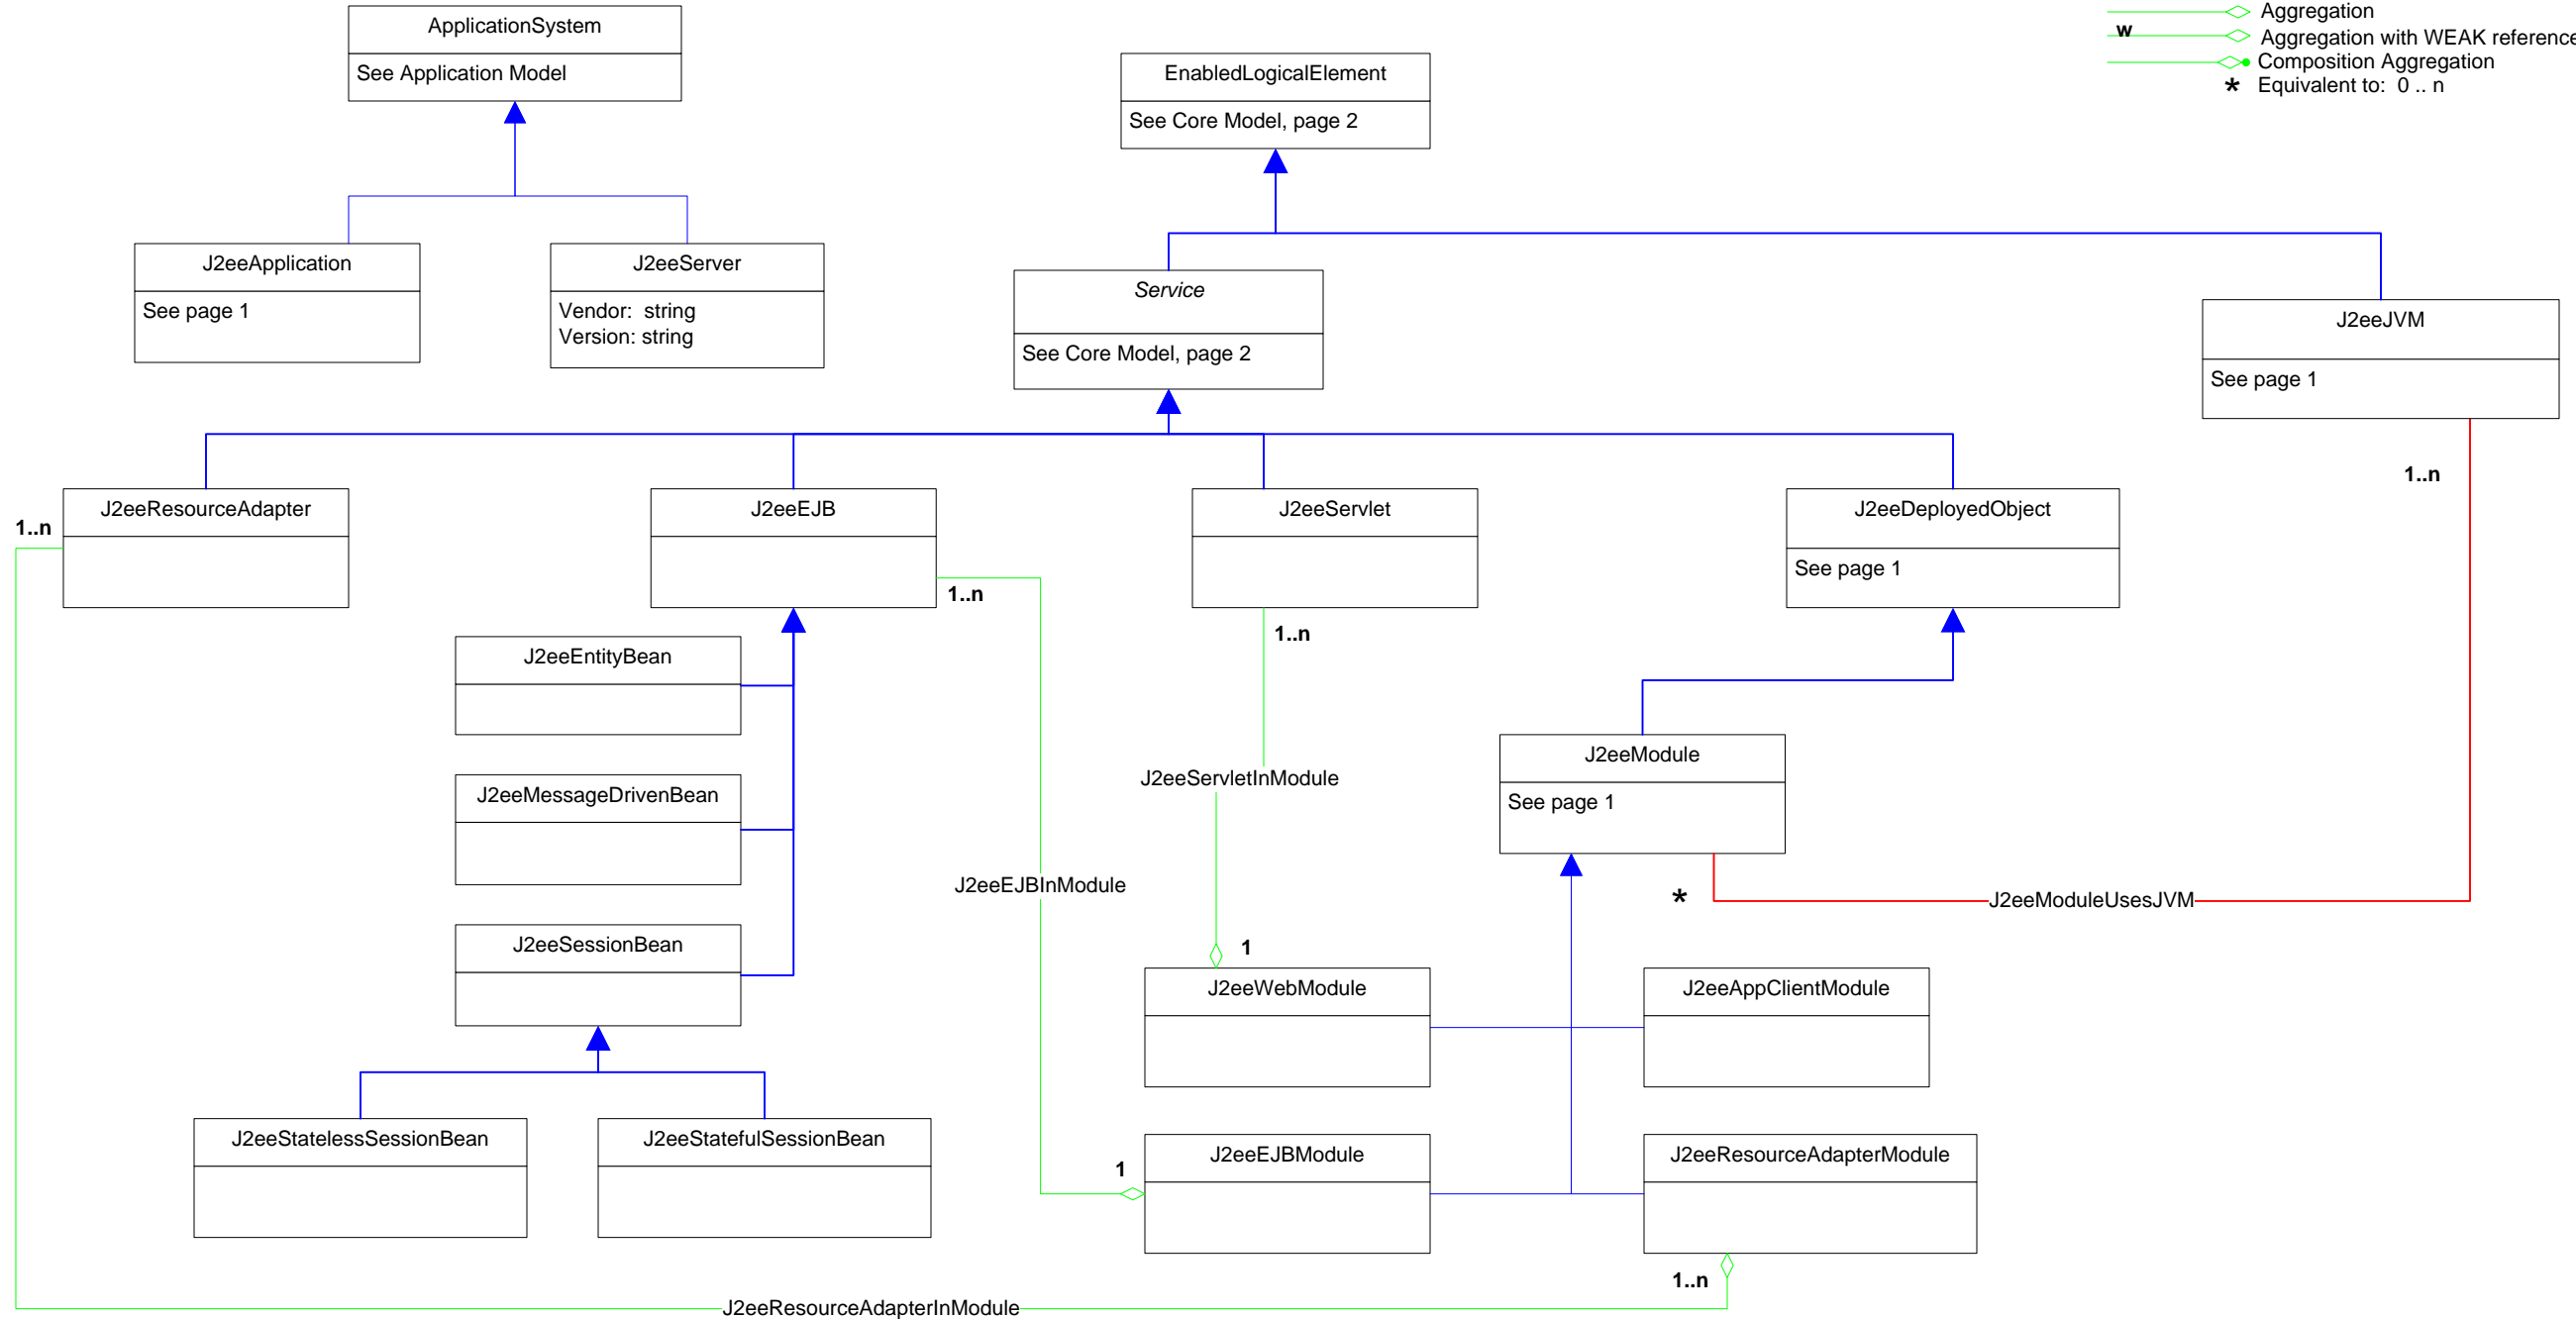 Aggregation
w
Aggregation with WEAK reference
Composition Aggregation
* Equivalent to: 0 .. n
ApplicationSystem
See Application Model
EnabledLogicalElement
See Core Model, page 2
J2eeApplication
See page 1
J2eeServer
Vendor: string
Version: string
Service
See Core Model, page 2
J2eeJVM
See page 1
1..n
J2eeResourceAdapter
1..n
J2eeEJB
1..n
J2eeServlet
1..n
J2eeDeployedObject
See page 1
J2eeEntityBean
J2eeMessageDrivenBean
J2eeSessionBean
J2eeStatelessSessionBean
J2eeStatefulSessionBean
J2eeServletInModule
J2eeEJBInModule
J2eeModule
See page 1
*
J2eeModuleUsesJVM
1
J2eeWebModule
J2eeAppClientModule
1
J2eeEJBModule
J2eeResourceAdapterModule
1..n
J2eeResourceAdapterInModule